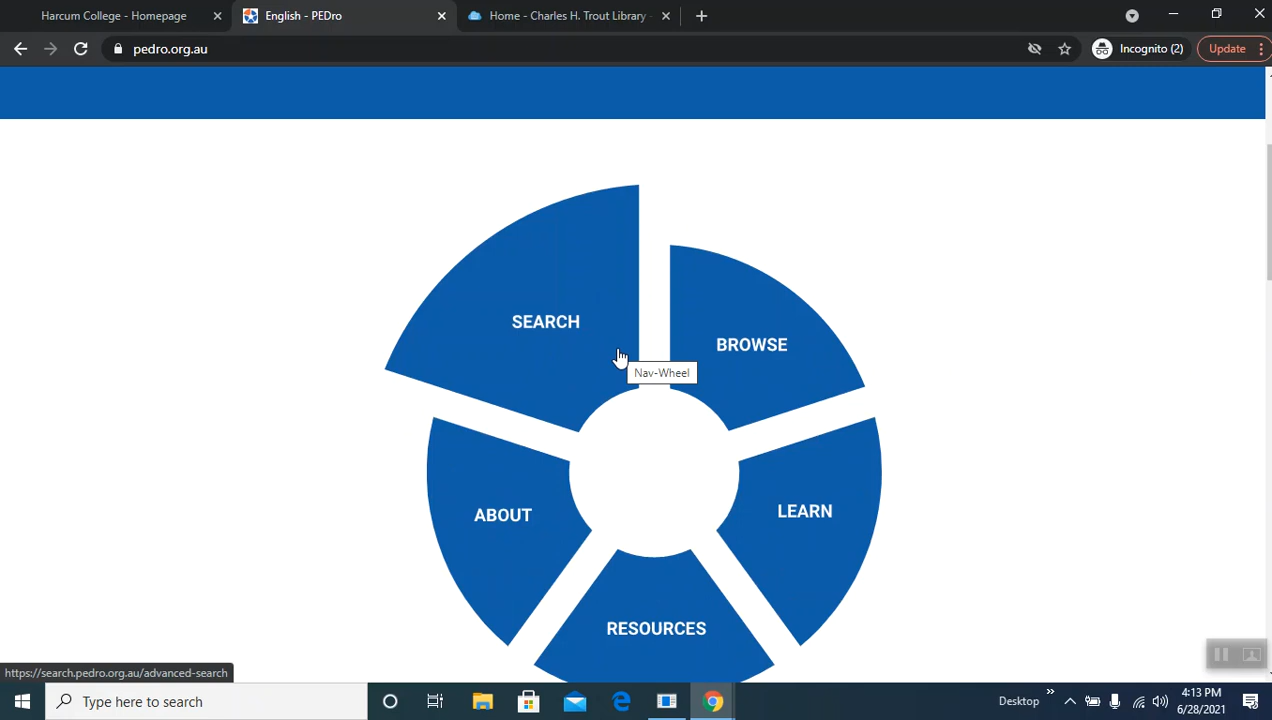 Harcum College - Homepage
English - PEDro
Home - Charles H. Trout Library -
pedro.org.au
Incognito (2)
Update
SEARCH
BROWSE
Nav-Wheel
ABOUT
LEARN
RESOURCES
https://search.pedro.org.au/advanced-search
Type here to search
Desktop
4:13 PM
6/28/2021